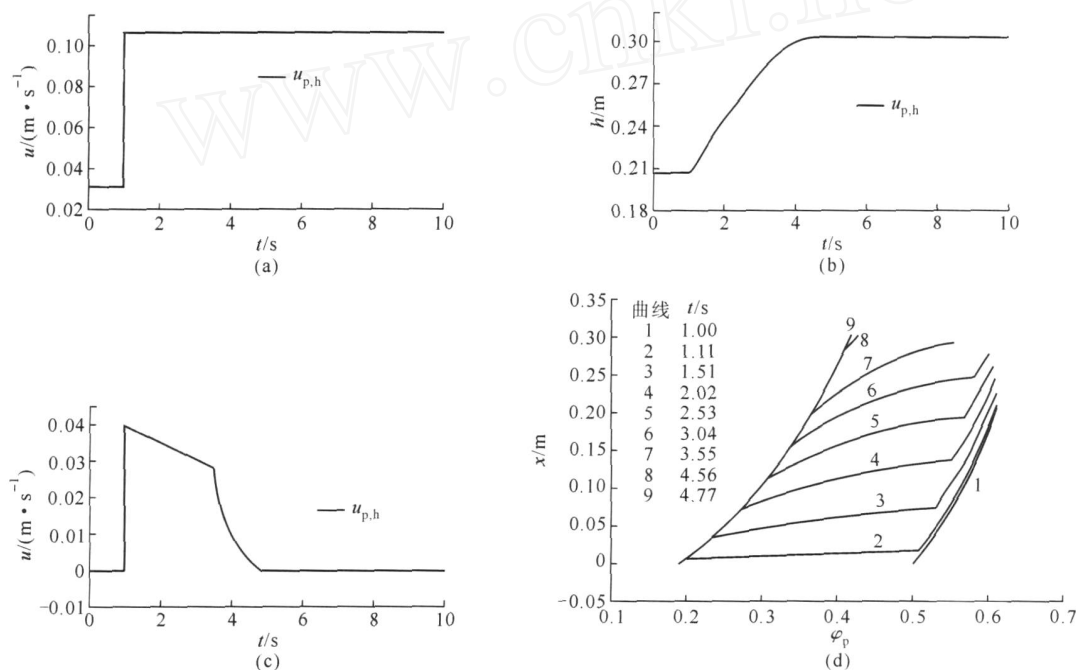 www.cnki.ne
0.10
0.08
0.06
0.04
0.02
u/(m·s⁻¹)
u_{p,h}
0 2 4 6 8 10
t/s
(a)
0.30
0.27
0.24
0.21
0.18
h/m
u_{p,h}
0 2 4 6 8 10
t/s
(b)
0.04
0.03
0.02
0.01
0
−0.01
u/(m·s⁻¹)
u_{p,h}
0 2 4 6 8 10
t/s
(c)
0.35
0.30
0.25
0.20
0.15
0.10
0.05
0
−0.05
x/m
曲线 t/s
1 1.00
2 1.11
3 1.51
4 2.02
5 2.53
6 3.04
7 3.55
8 4.56
9 4.77
9
8
7
6
5
4
3
2
1
0.1 0.2 0.3 0.4 0.5 0.6 0.7
φ_p
(d)